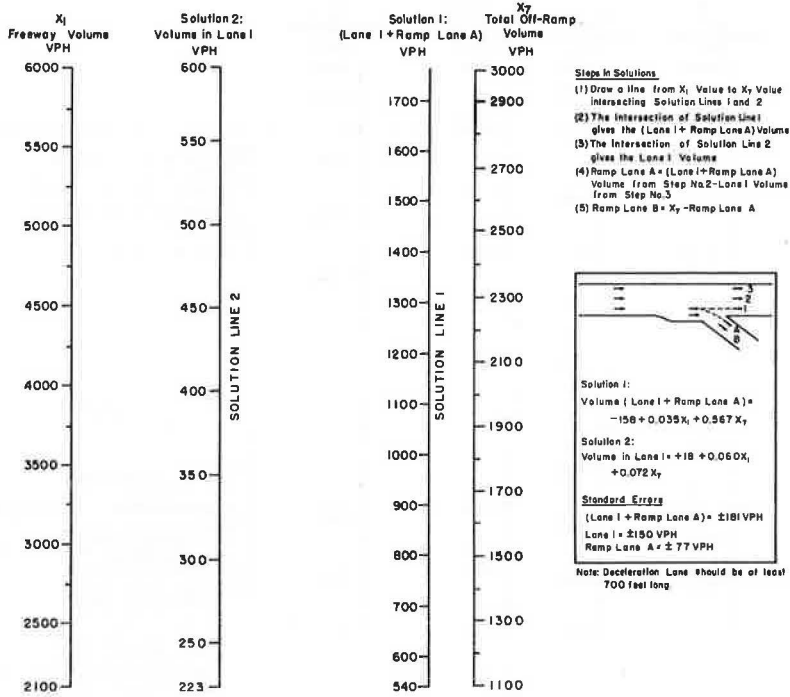 X₁
Freeway Volume
VPH
6000
5500
5000
4500
4000
3500
3000
2500
2100
Solution 2:
Volume in Lane 1
VPH
600
550
500
450
400
350
300
250
223
SOLUTION LINE 2
Solution 1:
(Lane 1 + Ramp Lane A)
VPH
1700
1600
1500
1400
1300
1200
1100
1000
900
800
700
600
540
SOLUTION LINE 1
X₇
Total Off-Ramp
Volume
VPH
3000
2900
2700
2500
2300
2100
1900
1700
1500
1300
1100
Steps in Solutions
(1) Draw a line from X₁ Value to X₇ Value
intersecting Solution Lines 1 and 2
(2) The Intersection of Solution Line 1
gives the (Lane 1 + Ramp Lane A) Volume
(3) The Intersection of Solution Line 2
gives the Lane 1 Volume
(4) Ramp Lane A = (Lane 1 + Ramp Lane A)
Volume from Step No.2 - Lane 1 Volume
from Step No.3
(5) Ramp Lane B = X₇ - Ramp Lane A
3
2
1
A
B
Solution 1:
Volume (Lane 1 + Ramp Lane A) =
-158 + 0.035X₁ + 0.567 X₇
Solution 2:
Volume in Lane 1 = +18 + 0.060X₁
+0.072 X₇
Standard Errors
(Lane 1 + Ramp Lane A) = ±181 VPH
Lane 1 = ±150 VPH
Ramp Lane A = ± 77 VPH
Note: Deceleration Lane should be at least
700 feet long